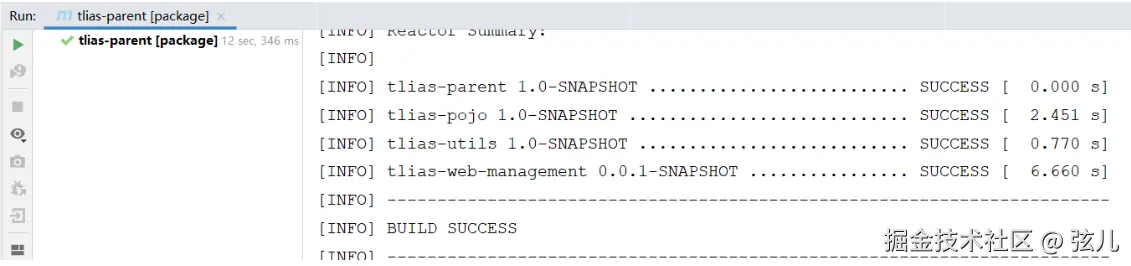 Run: tlias-parent [package] ×
tlias-parent [package] 12 sec, 346 ms
[INFO] Reactor Summary:
[INFO]
[INFO] tlias-parent 1.0-SNAPSHOT .......................... SUCCESS [  0.000 s]
[INFO] tlias-pojo 1.0-SNAPSHOT ............................ SUCCESS [  2.451 s]
[INFO] tlias-utils 1.0-SNAPSHOT ........................... SUCCESS [  0.770 s]
[INFO] tlias-web-management 0.0.1-SNAPSHOT ................ SUCCESS [  6.660 s]
[INFO] ------------------------------------------------------------------------
[INFO] BUILD SUCCESS
[INFO] ------------------------------------------------------------------------
掘金技术社区 @ 弦儿